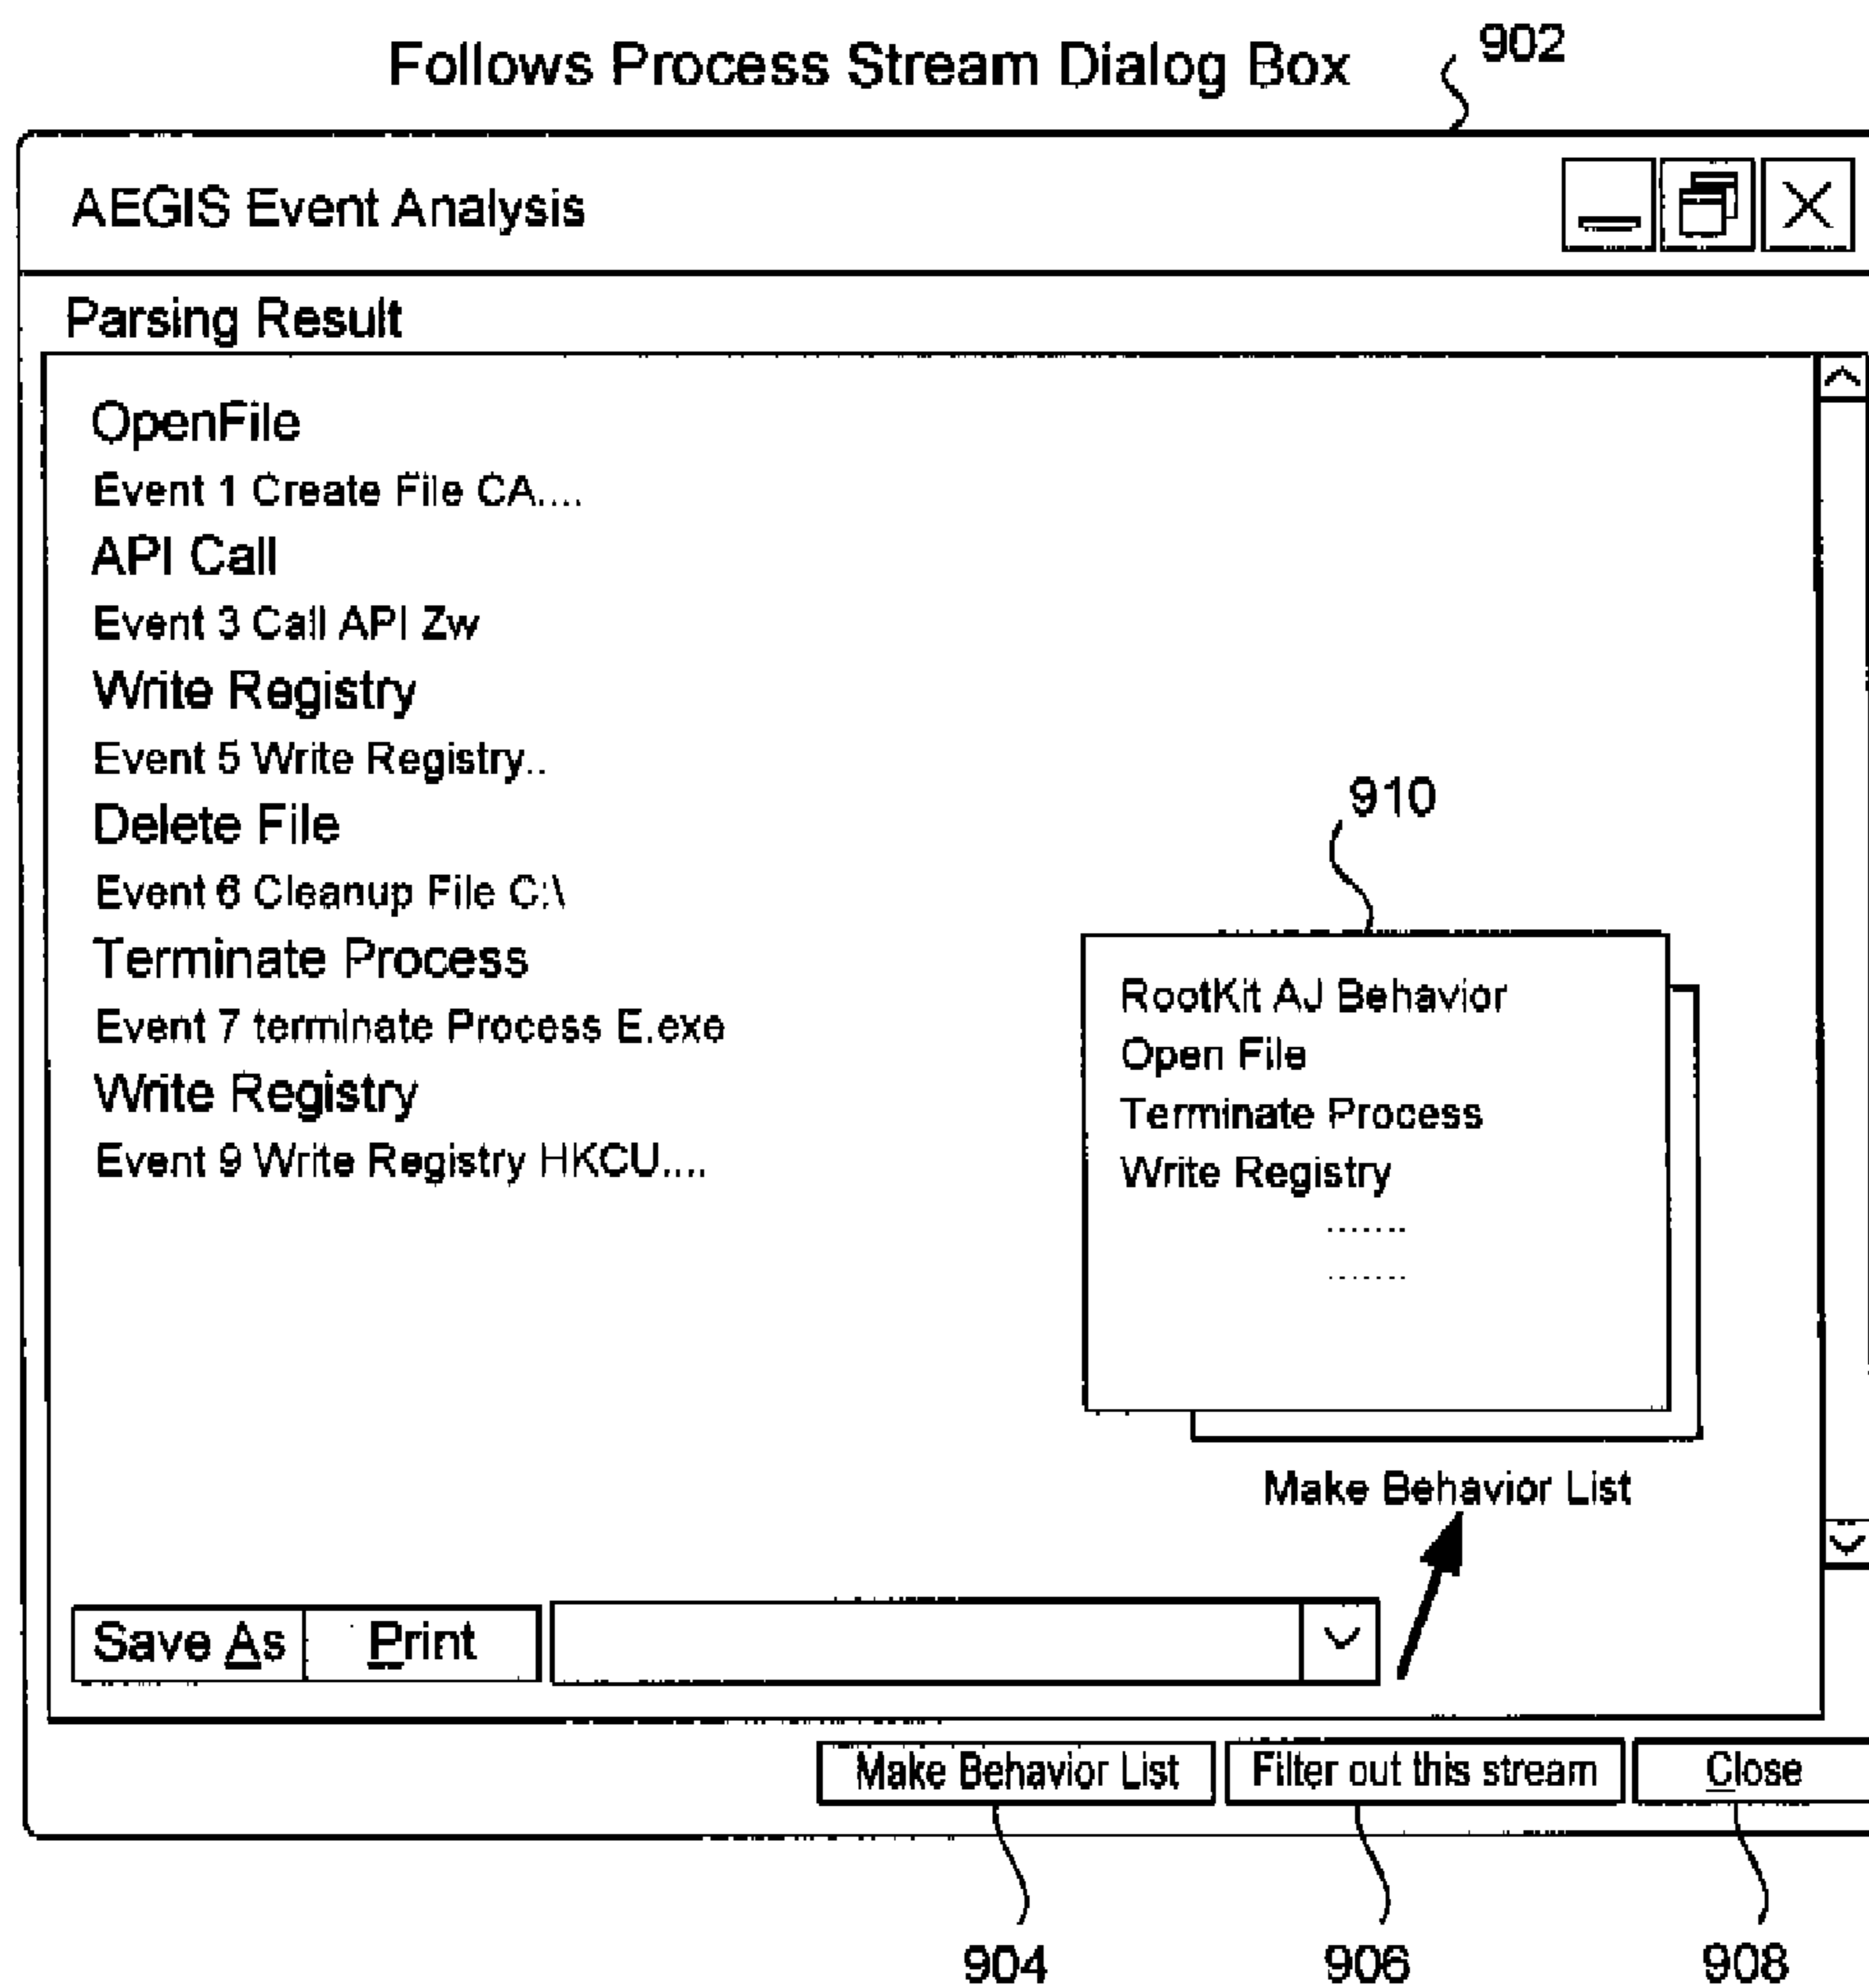 Follows Process Stream Dialog Box
902
AEGIS Event Analysis
Parsing Result
OpenFile
Event 1 Create File CA....
API Call
Event 3 Call API Zw
Write Registry
Event 5 Write Registry..
Delete File
Event 6 Cleanup File C:\
Terminate Process
Event 7 terminate Process E.exe
Write Registry
Event 9 Write Registry HKCU....
910
RootKit AJ Behavior
Open File
Terminate Process
Write Registry
.......
.......
Make Behavior List
Save As
Print
Make Behavior List
Filter out this stream
Close
904
906
908